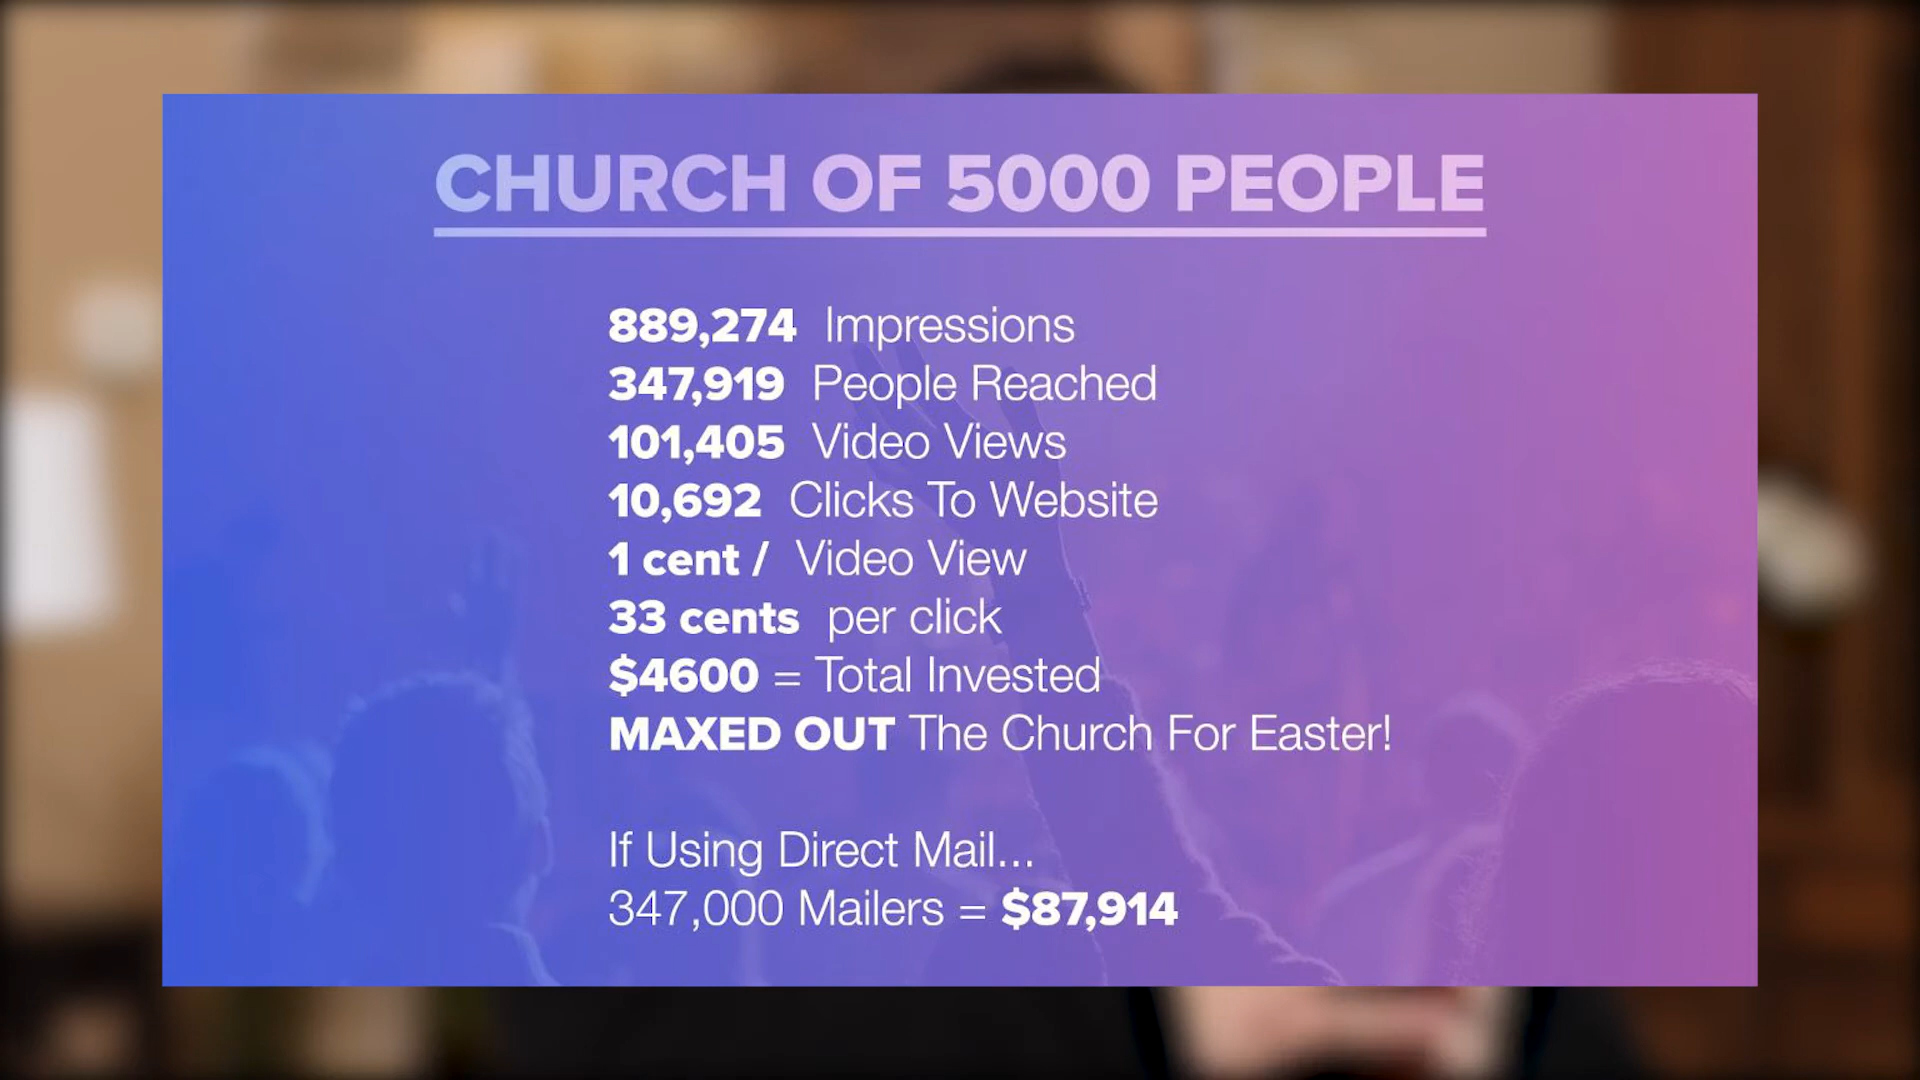 CHURCH OF 5000 PEOPLE
889,274 Impressions
347,919 People Reached
101,405 Video Views
10,692 Clicks To Website
1 cent / Video View
33 cents per click
$4600 = Total Invested
MAXED OUT The Church For Easter!
If Using Direct Mail...
347,000 Mailers = $87,914